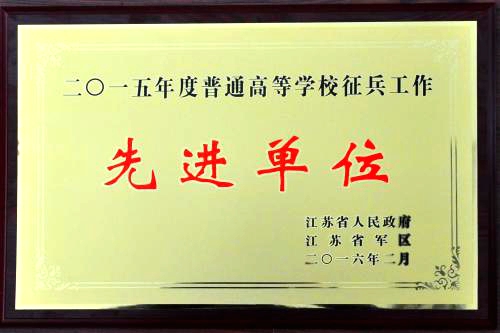 二〇一五年度普通高等学校征兵工作
先进单位
江苏省人民政府
江苏省军区
二〇一六年二月